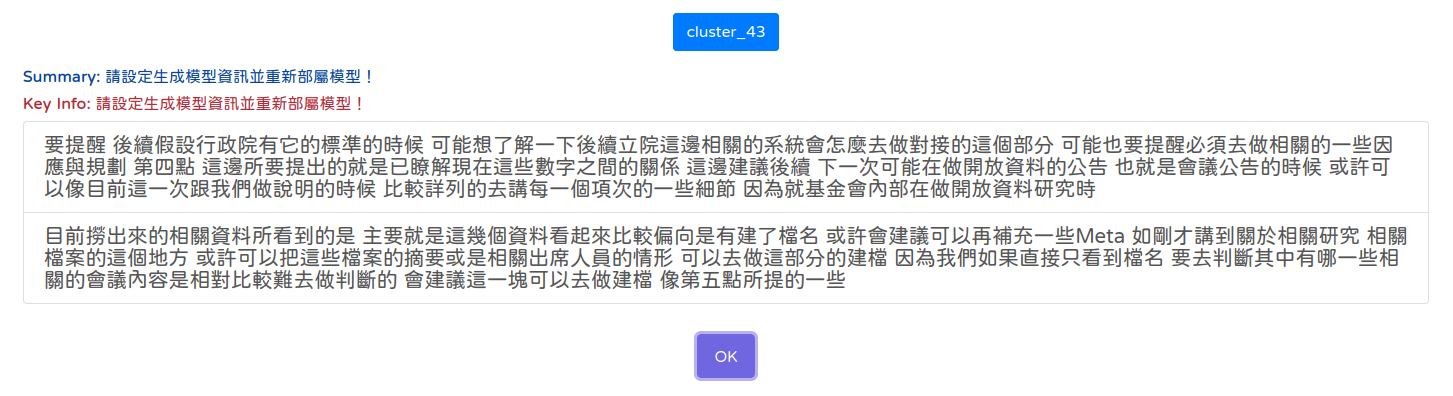 cluster_43
Summary: 請設定生成模型資訊並重新部屬模型！
Key Info: 請設定生成模型資訊並重新部屬模型！
要提醒 後續假設行政院有它的標準的時候 可能想了解一下後續立院這邊相關的系統會怎麼去做對接的這個部分 可能也要提醒必須去做相關的一些因
應與規劃 第四點 這邊所要提出的就是已瞭解現在這些數字之間的關係 這邊建議後續 下一次可能在做開放資料的公告 也就是會議公告的時候 或許可
以像目前這一次跟我們做說明的時候 比較詳列的去講每一個項次的一些細節 因為就基金會內部在做開放資料研究時
目前撈出來的相關資料所看到的是 主要就是這幾個資料看起來比較偏向是有建了檔名 或許會建議可以再補充一些Meta 如剛才講到關於相關研究 相關
檔案的這個地方 或許可以把這些檔案的摘要或是相關出席人員的情形 可以去做這部分的建檔 因為我們如果直接只看到檔名 要去判斷其中有哪一些相
關的會議內容是相對比較難去做判斷的 會建議這一塊可以去做建檔 像第五點所提的一些
OK